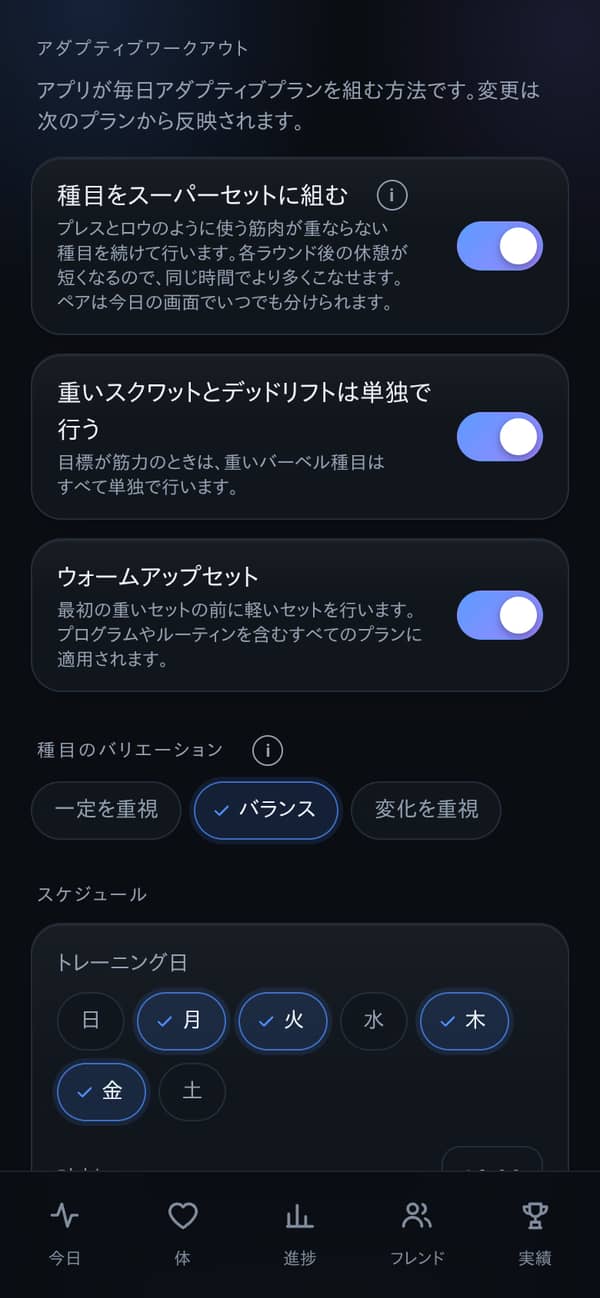 アダプティブワークアウト
アプリが毎日アダプティブプランを組む方法です。変更は
次のプランから反映されます。
種目をスーパーセットに組む
プレスとロウのように使う筋肉が重ならない
種目を続けて行います。各ラウンド後の休憩が
短くなるので、同じ時間でより多くこなせます。
ペアは今日の画面でいつでも分けられます。
重いスクワットとデッドリフトは単独で
行う
目標が筋力のときは、重いバーベル種目は
すべて単独で行います。
ウォームアップセット
最初の重いセットの前に軽いセットを行います。
プログラムやルーティンを含むすべてのプランに
適用されます。
種目のバリエーション
一定を重視 バランス 変化を重視
スケジュール
トレーニング日
日 月 火 水 木
金 土
今日 体 進捗 フレンド 実績